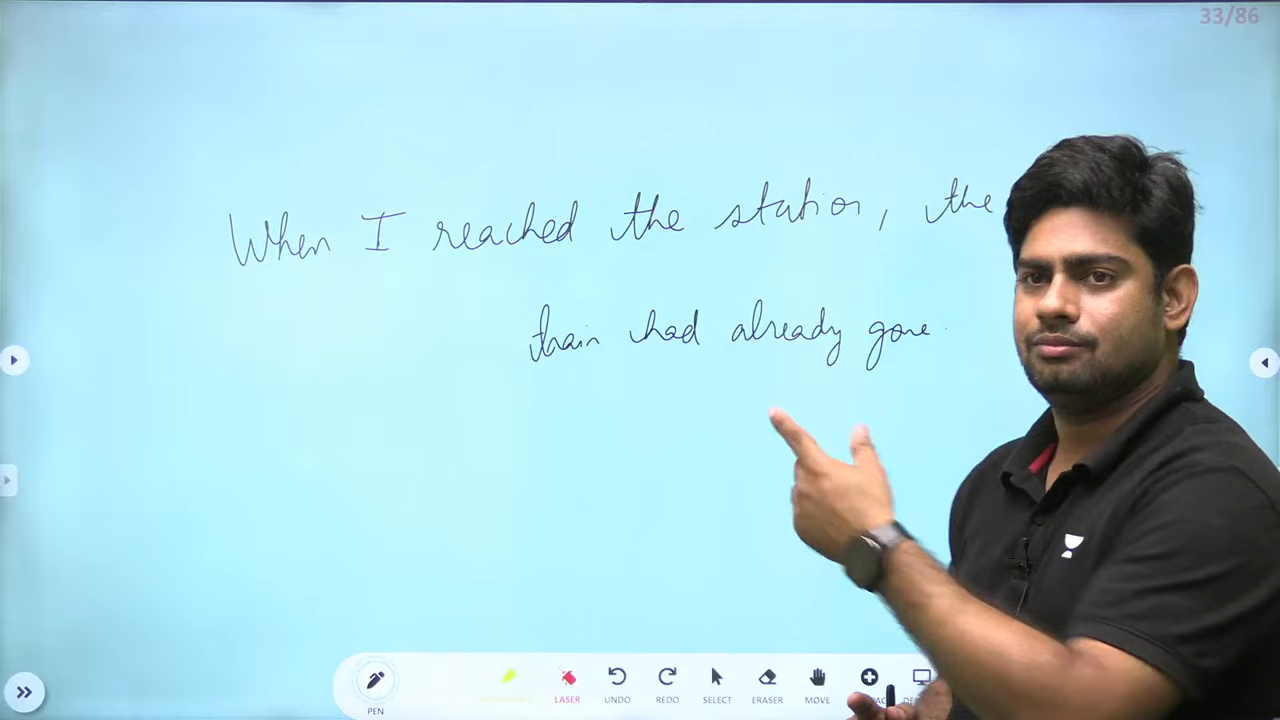 33/86
When I reached the station, the
train had already gone.
PEN
LASER
UNDO
REDO
SELECT
ERASER
MOVE